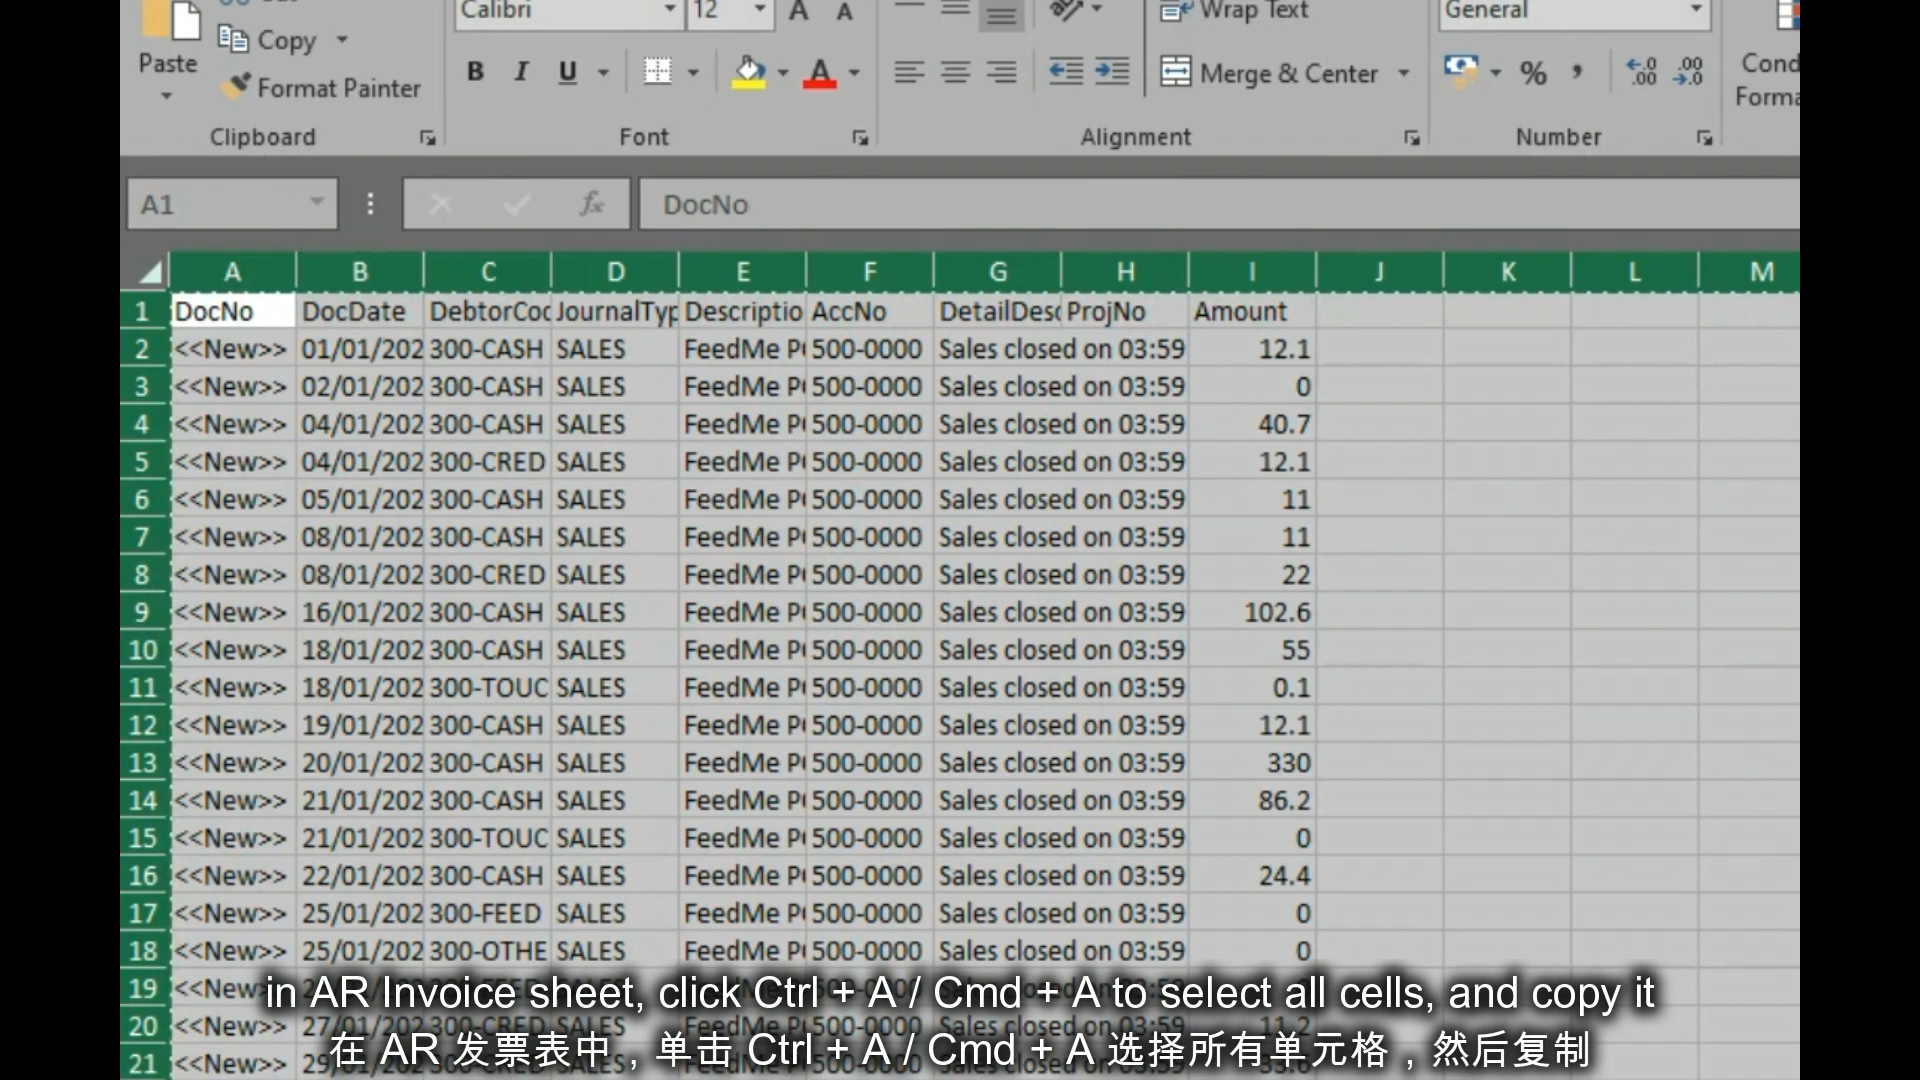 Calibri 12 Wrap Text General
Copy
Paste B I U Merge & Center % , Cond
Format Painter Forma
Clipboard Font Alignment Number
A1 fx DocNo
A B C D E F G H I J K L M
1 DocNo DocDate DebtorCod JournalTyp Descriptio AccNo DetailDesc ProjNo Amount
2 <<New>> 01/01/202 300-CASH SALES FeedMe P 500-0000 Sales closed on 03:59 12.1
3 <<New>> 02/01/202 300-CASH SALES FeedMe P 500-0000 Sales closed on 03:59 0
4 <<New>> 04/01/202 300-CASH SALES FeedMe P 500-0000 Sales closed on 03:59 40.7
5 <<New>> 04/01/202 300-CRED SALES FeedMe P 500-0000 Sales closed on 03:59 12.1
6 <<New>> 05/01/202 300-CASH SALES FeedMe P 500-0000 Sales closed on 03:59 11
7 <<New>> 08/01/202 300-CASH SALES FeedMe P 500-0000 Sales closed on 03:59 11
8 <<New>> 08/01/202 300-CRED SALES FeedMe P 500-0000 Sales closed on 03:59 22
9 <<New>> 16/01/202 300-CASH SALES FeedMe P 500-0000 Sales closed on 03:59 102.6
10 <<New>> 18/01/202 300-CASH SALES FeedMe P 500-0000 Sales closed on 03:59 55
11 <<New>> 18/01/202 300-TOUC SALES FeedMe P 500-0000 Sales closed on 03:59 0.1
12 <<New>> 19/01/202 300-CASH SALES FeedMe P 500-0000 Sales closed on 03:59 12.1
13 <<New>> 20/01/202 300-CASH SALES FeedMe P 500-0000 Sales closed on 03:59 330
14 <<New>> 21/01/202 300-CASH SALES FeedMe P 500-0000 Sales closed on 03:59 86.2
15 <<New>> 21/01/202 300-TOUC SALES FeedMe P 500-0000 Sales closed on 03:59 0
16 <<New>> 22/01/202 300-CASH SALES FeedMe P 500-0000 Sales closed on 03:59 24.4
17 <<New>> 25/01/202 300-FEED SALES FeedMe P 500-0000 Sales closed on 03:59 0
18 <<New>> 25/01/202 300-OTHE SALES FeedMe P 500-0000 Sales closed on 03:59 0
19
in AR Invoice sheet, click Ctrl + A / Cmd + A to select all cells, and copy it
20 <<New>>
21 <<New>>
在 AR 发票表中，单击 Ctrl + A / Cmd + A 选择所有单元格，然后复制